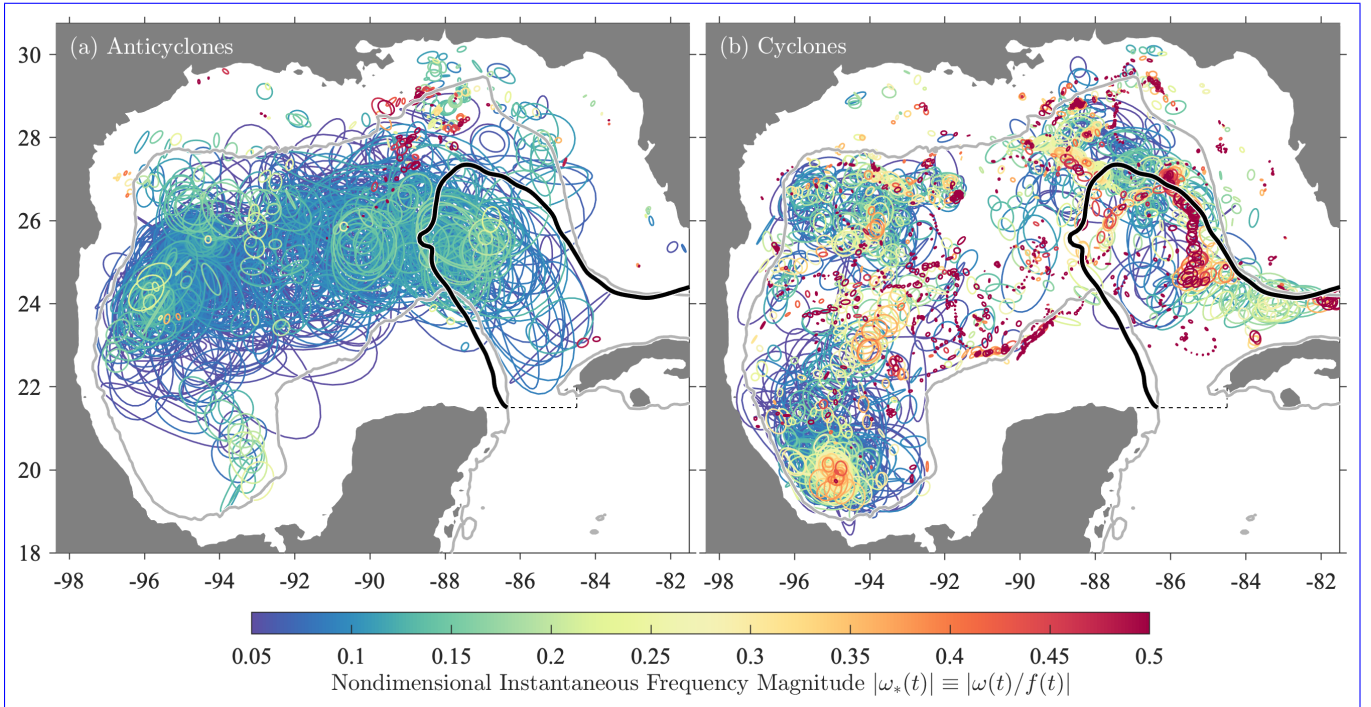 (a) Anticyclones
(b) Cyclones
30
28
26
24
22
20
18
-98 -96 -94 -92 -90 -88 -86 -84 -82
-98 -96 -94 -92 -90 -88 -86 -84 -82
0.05 0.1 0.15 0.2 0.25 0.3 0.35 0.4 0.45 0.5
Nondimensional Instantaneous Frequency Magnitude |ω*(t)| ≡ |ω(t)/f(t)|